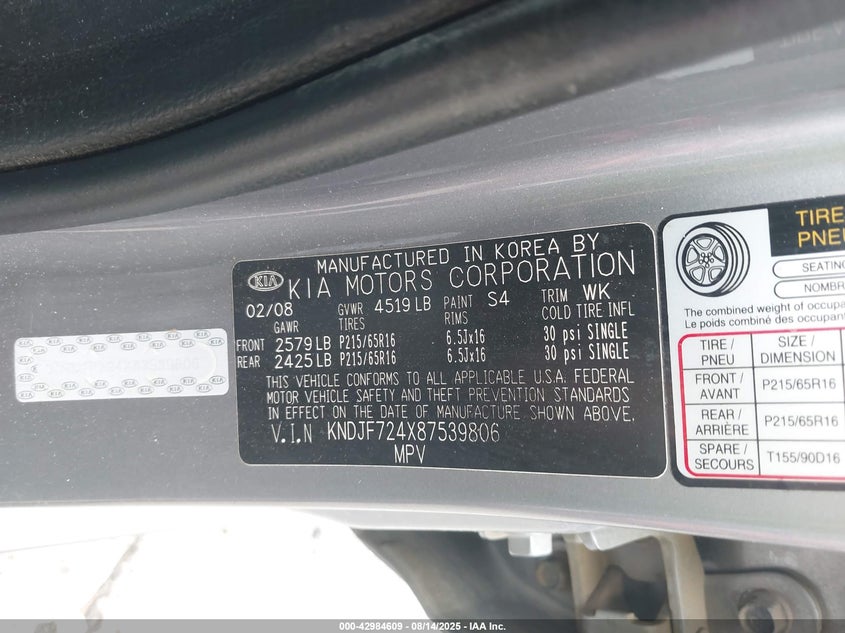 MANUFACTURED IN KOREA BY
KIA KIA MOTORS CORPORATION
02/08 GVWR 4519 LB PAINT S4 TRIM WK
GAWR TIRES RIMS COLD TIRE INFL
FRONT 2579 LB P215/65R16 6.5Jx16 30 psi SINGLE
REAR 2425 LB P215/65R16 6.5Jx16 30 psi SINGLE
THIS VEHICLE CONFORMS TO ALL APPLICABLE U.S.A. FEDERAL
MOTOR VEHICLE SAFETY AND THEFT PREVENTION STANDARDS
IN EFFECT ON THE DATE OF MANUFACTURE SHOWN ABOVE.
V.I.N KNDJF724X87539806
MPV
TIRE
PNEU
SEATING
NOMBR
The combined weight of occupa
Le poids combiné des occupant
TIRE / PNEU SIZE / DIMENSION
FRONT / AVANT P215/65R16
REAR / ARRIÈRE P215/65R16
SPARE / SECOURS T155/90D16
000-42984609 - 08/14/2025 - IAA Inc.